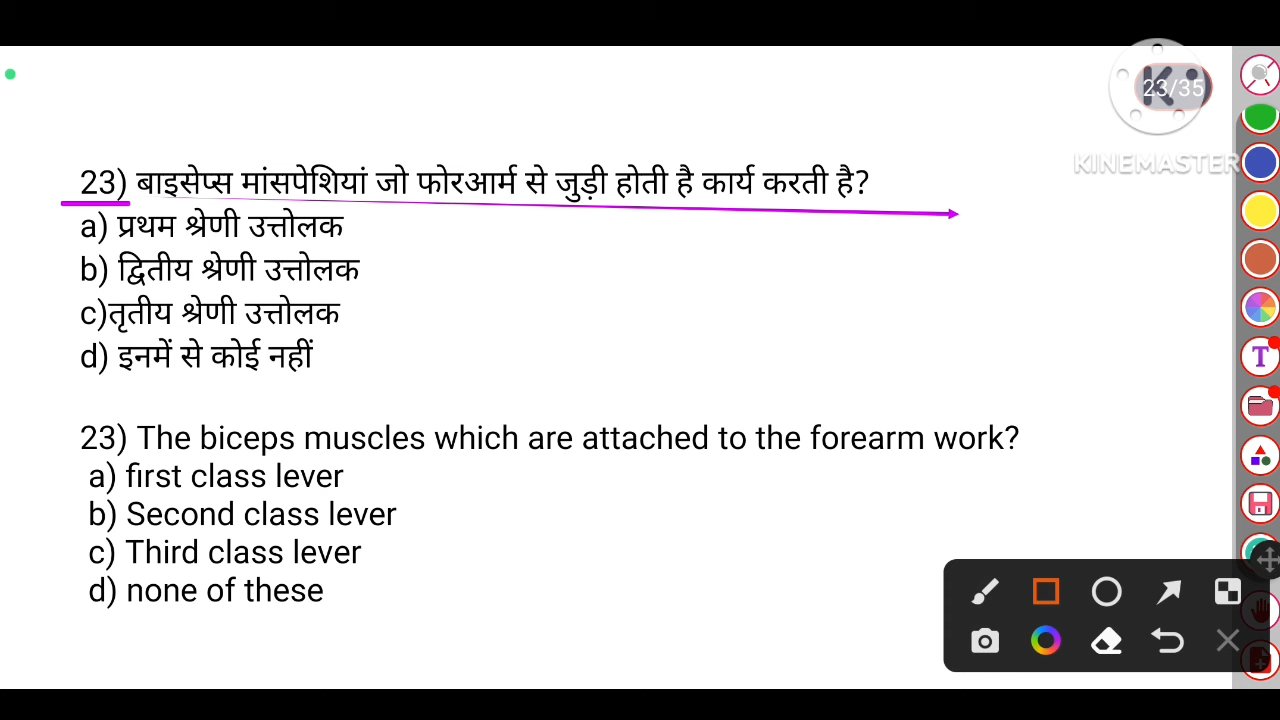 23/35
KINEMASTER
23) बाइसेप्स मांसपेशियां जो फोरआर्म से जुड़ी होती है कार्य करती है?
a) प्रथम श्रेणी उत्तोलक
b) द्वितीय श्रेणी उत्तोलक
c)तृतीय श्रेणी उत्तोलक
d) इनमें से कोई नहीं
23) The biceps muscles which are attached to the forearm work?
a) first class lever
b) Second class lever
c) Third class lever
d) none of these